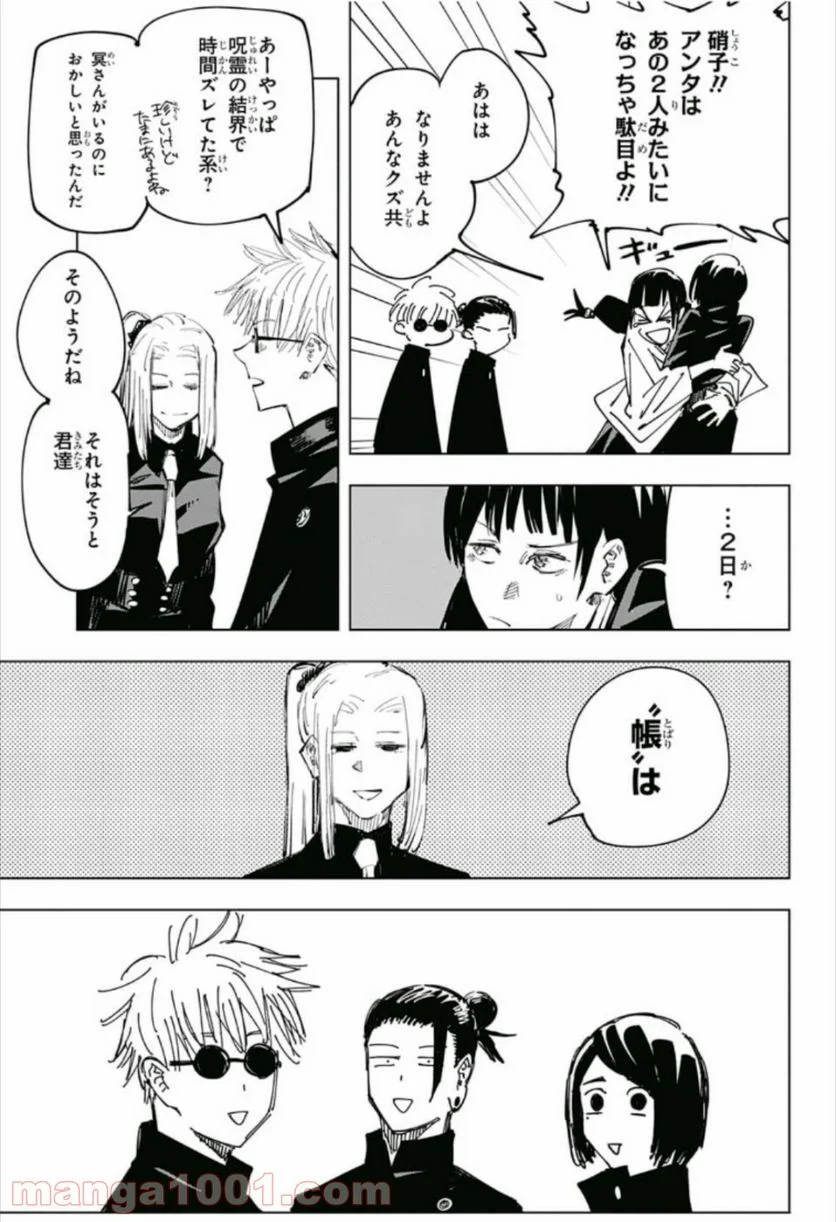 硝子!!
アンタは
あの2人みたいに
なっちゃ駄目よ!!
あはは
なりませんよ
あんなクズ共
ギュー
…2日?
あーやっぱ
呪霊の結界で
時間ズレてた系?
珍しいけど
たまにあるよね
冥さんがいるのに
おかしいと思ったんだ
そのようだね
それはそうと
君達
〝帳〟は
manga1001.com